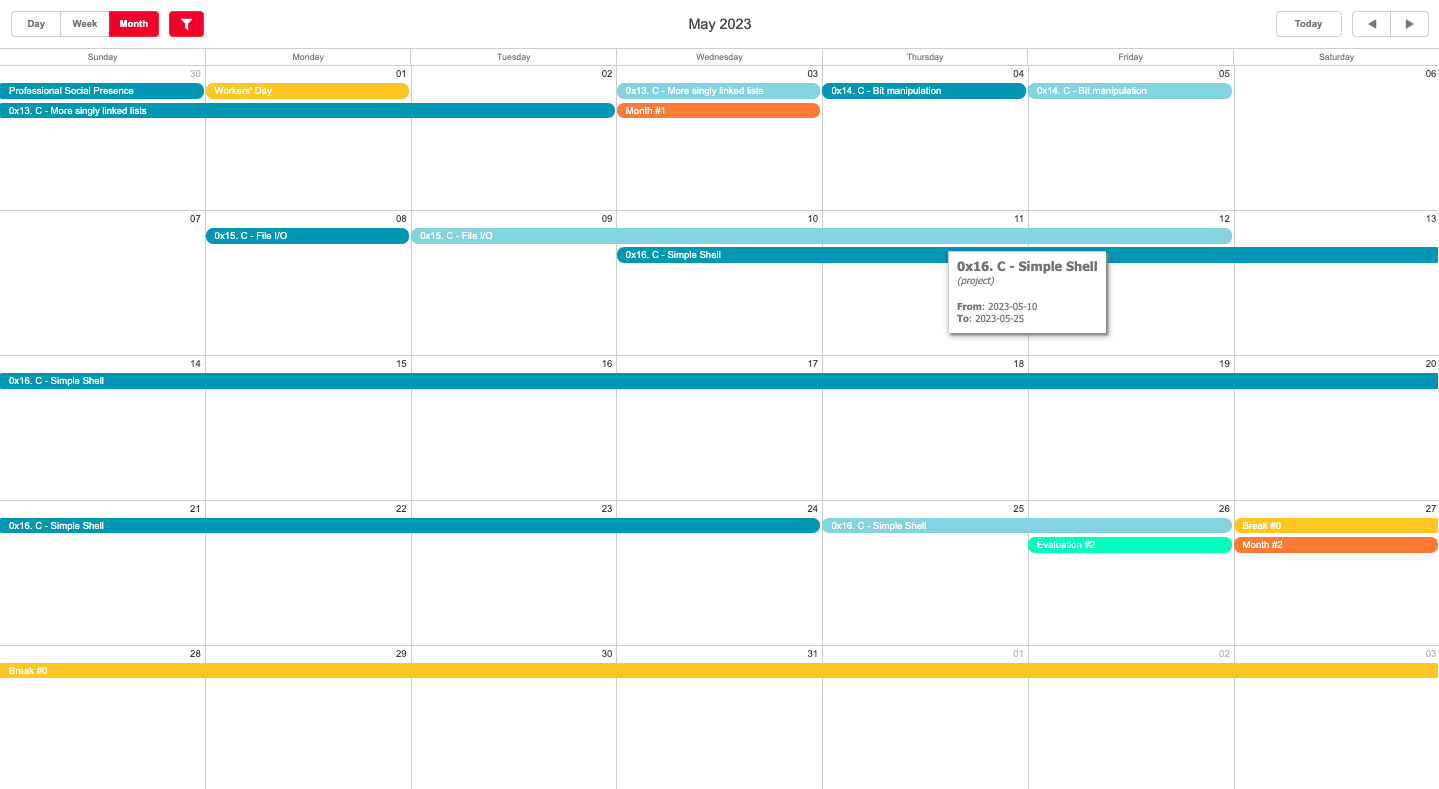 Day Week Month May 2023 Today
Sunday Monday Tuesday Wednesday Thursday Friday Saturday
30 01 02 03 04 05 06
Professional Social Presence Workers' Day 0x13. C - More singly linked lists 0x14. C - Bit manipulation 0x14. C - Bit manipulation
0x13. C - More singly linked lists Month #1
07 08 09 10 11 12 13
0x15. C - File I/O 0x15. C - File I/O
0x16. C - Simple Shell
0x16. C - Simple Shell
(project)
From: 2023-05-10
To: 2023-05-25
14 15 16 17 18 19 20
0x16. C - Simple Shell
21 22 23 24 25 26 27
0x16. C - Simple Shell 0x16. C - Simple Shell Break #0
Evaluation #2 Month #2
28 29 30 31 01 02 03
Break #0